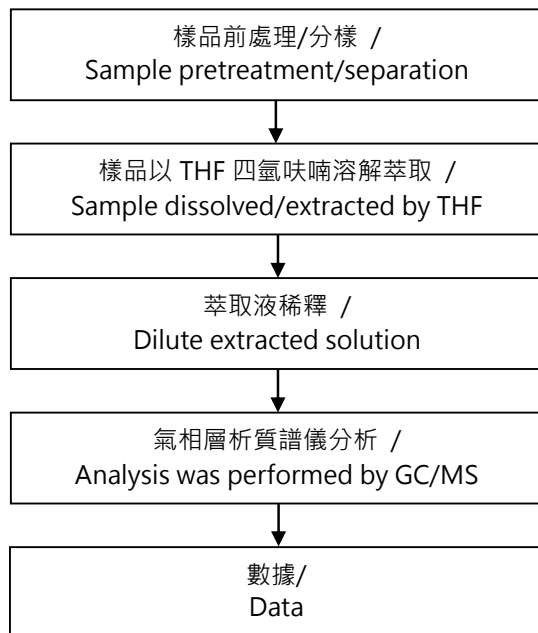 樣品前處理/分樣 /
Sample pretreatment/separation
樣品以 THF 四氫呋喃溶解萃取 /
Sample dissolved/extracted by THF
萃取液稀釋 /
Dilute extracted solution
氣相層析質譜儀分析 /
Analysis was performed by GC/MS
數據/
Data